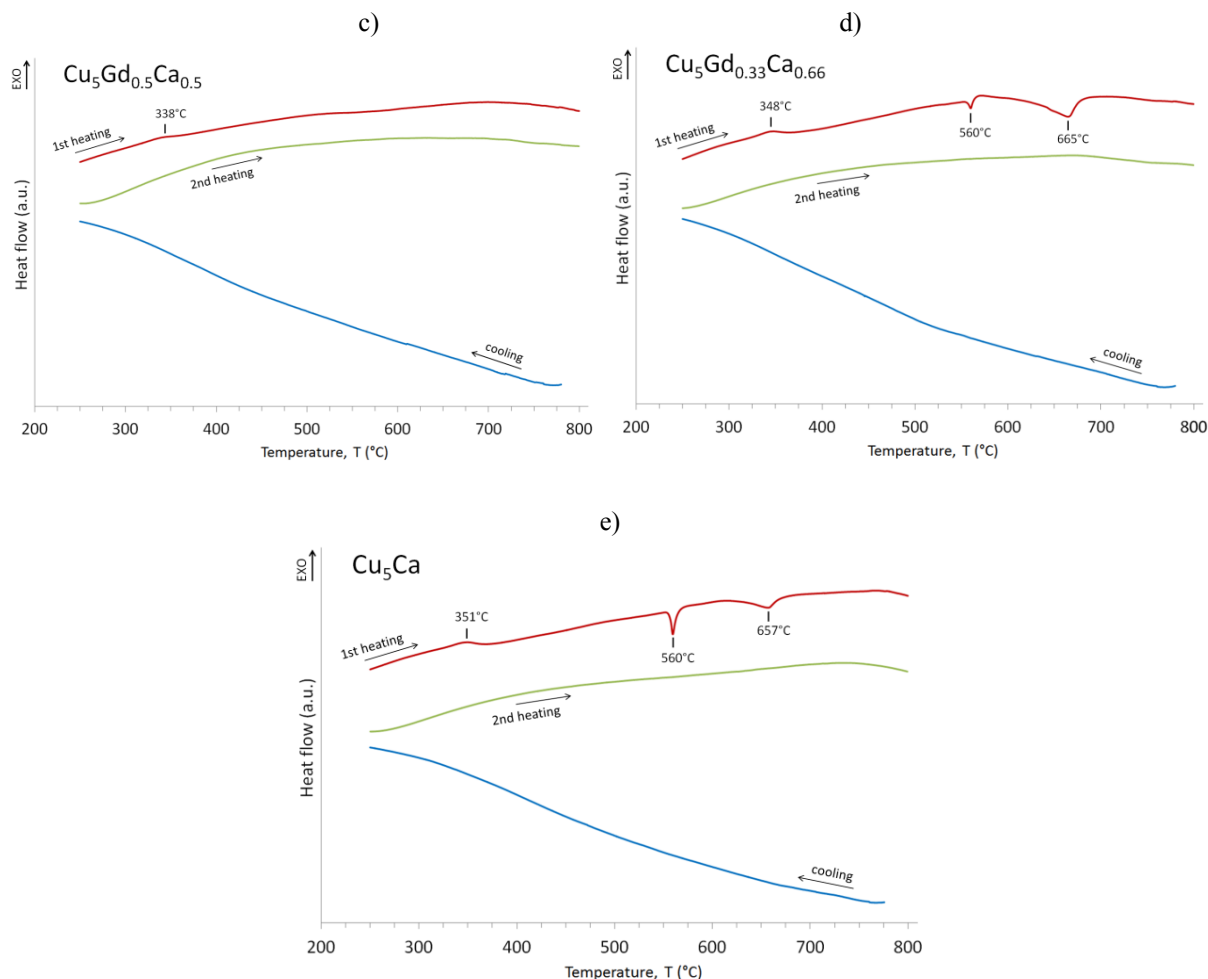 c)
EXO
Cu₅Gd₀.₅Ca₀.₅
338°C
1st heating
2nd heating
cooling
Heat flow (a.u.)
200 300 400 500 600 700 800
Temperature, T (°C)
d)
EXO
Cu₅Gd₀.₃₃Ca₀.₆₆
348°C
560°C
665°C
1st heating
2nd heating
cooling
Heat flow (a.u.)
200 300 400 500 600 700 800
Temperature, T (°C)
e)
EXO
Cu₅Ca
351°C
560°C
657°C
1st heating
2nd heating
cooling
Heat flow (a.u.)
200 300 400 500 600 700 800
Temperature, T (°C)